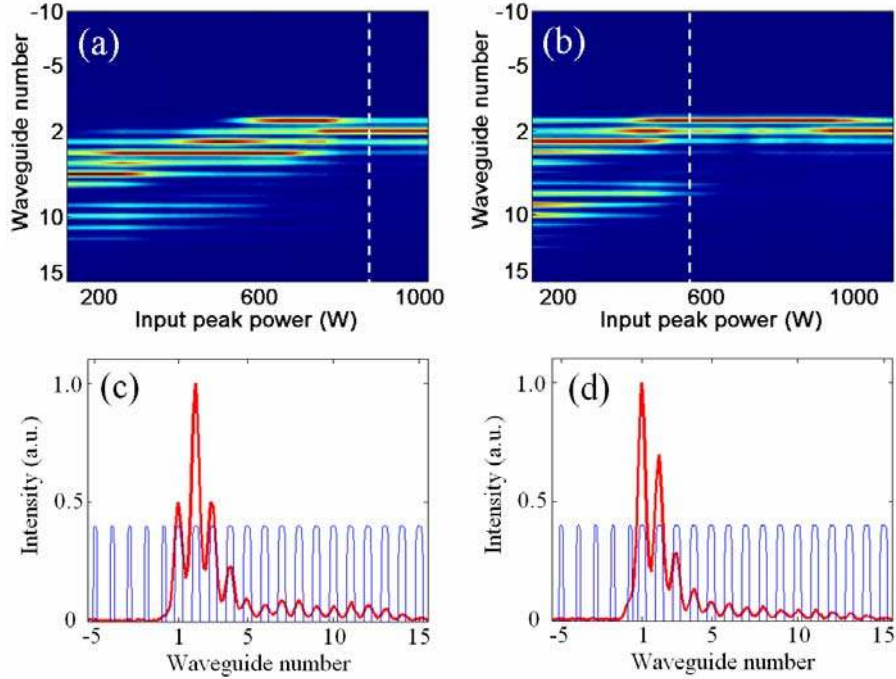 (a)
Waveguide number
-10
-5
2
10
15
200
600
1000
Input peak power (W)
(b)
Waveguide number
-10
-5
2
10
15
200
600
1000
Input peak power (W)
(c)
Intensity (a.u.)
1.0
0.5
0
-5
1
5
10
15
Waveguide number
(d)
Intensity (a.u.)
1.0
0.5
0
-5
1
5
10
15
Waveguide number